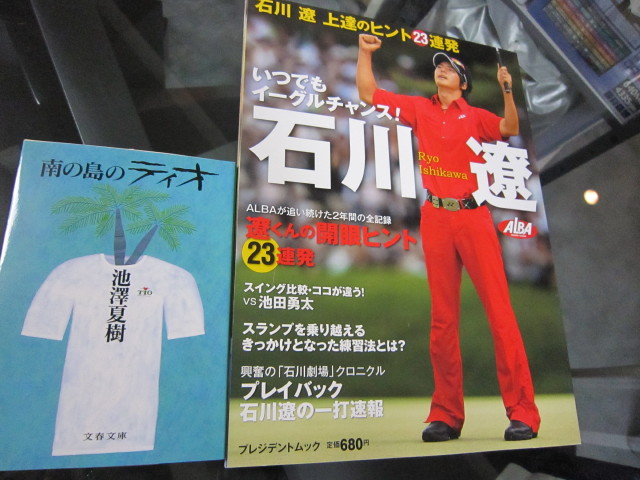 南の島のティオ
池澤夏樹
TIO
文春文庫
石川 遼 上達のヒント23連発
いつでも
イーグルチャンス!
石川 遼
Ryo
Ishikawa
ALBA
ALBAが追い続けた2年間の全記録
遼くんの開眼ヒント
23連発
スイング比較・ココが違う!
VS 池田勇太
スランプを乗り越える
きっかけとなった練習法とは?
興奮の「石川劇場」クロニクル
プレイバック
石川遼の一打速報
プレジデントムック 定価680円